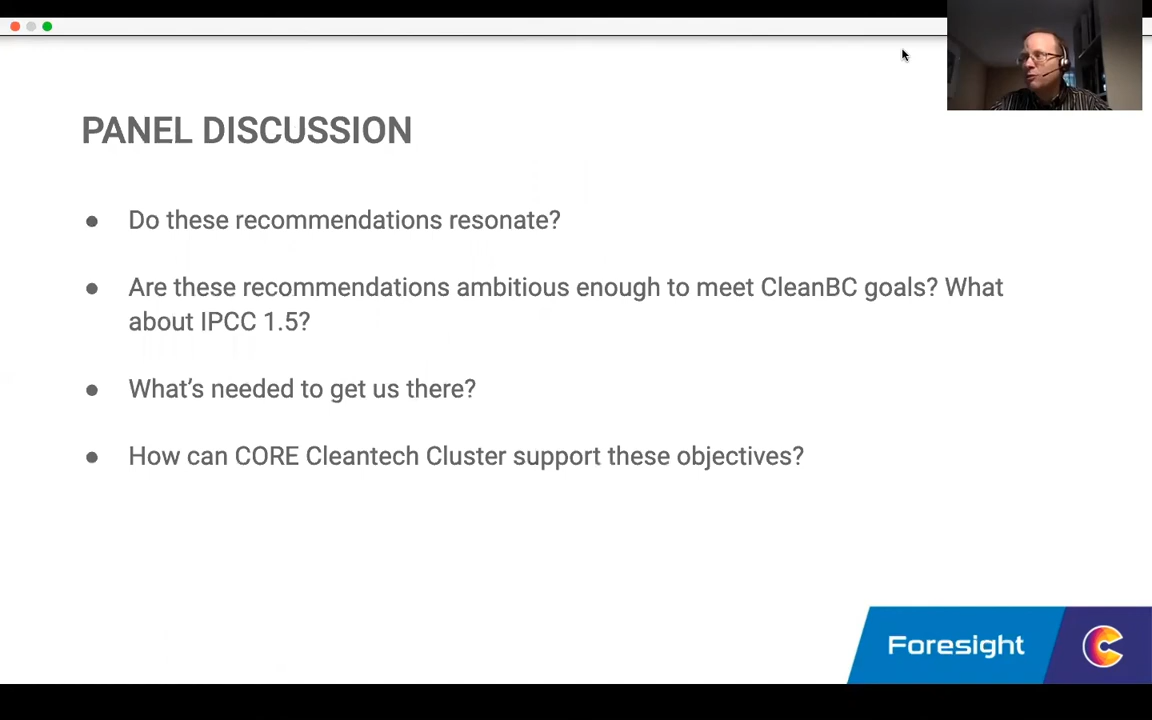 PANEL DISCUSSION
● Do these recommendations resonate?
● Are these recommendations ambitious enough to meet CleanBC goals? What
about IPCC 1.5?
● What’s needed to get us there?
● How can CORE Cleantech Cluster support these objectives?
Foresight